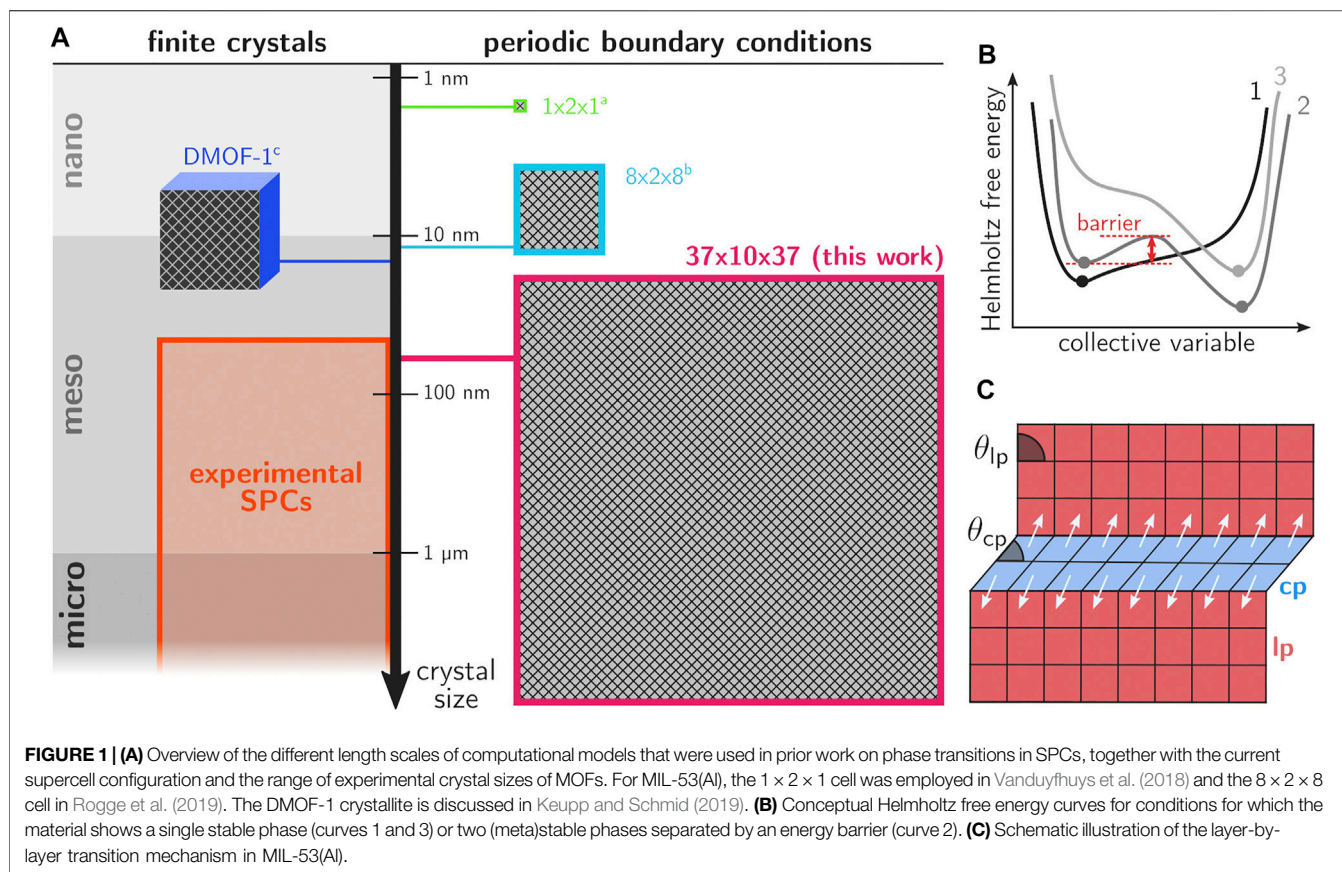 A
finite crystals
periodic boundary conditions
nano
meso
micro
1 nm
10 nm
100 nm
1 μm
crystal
size
1x2x1ᵃ
DMOF-1ᶜ
8x2x8ᵇ
37x10x37 (this work)
experimental
SPCs
B
Helmholtz free energy
collective variable
barrier
1
3
2
C
θlp
θcp
cp
lp
FIGURE 1 | (A) Overview of the different length scales of computational models that were used in prior work on phase transitions in SPCs, together with the current
supercell configuration and the range of experimental crystal sizes of MOFs. For MIL-53(Al), the 1 × 2 × 1 cell was employed in Vanduyfhuys et al. (2018) and the 8 × 2 × 8
cell in Rogge et al. (2019). The DMOF-1 crystallite is discussed in Keupp and Schmid (2019). (B) Conceptual Helmholtz free energy curves for conditions for which the
material shows a single stable phase (curves 1 and 3) or two (meta)stable phases separated by an energy barrier (curve 2). (C) Schematic illustration of the layer-by-
layer transition mechanism in MIL-53(Al).